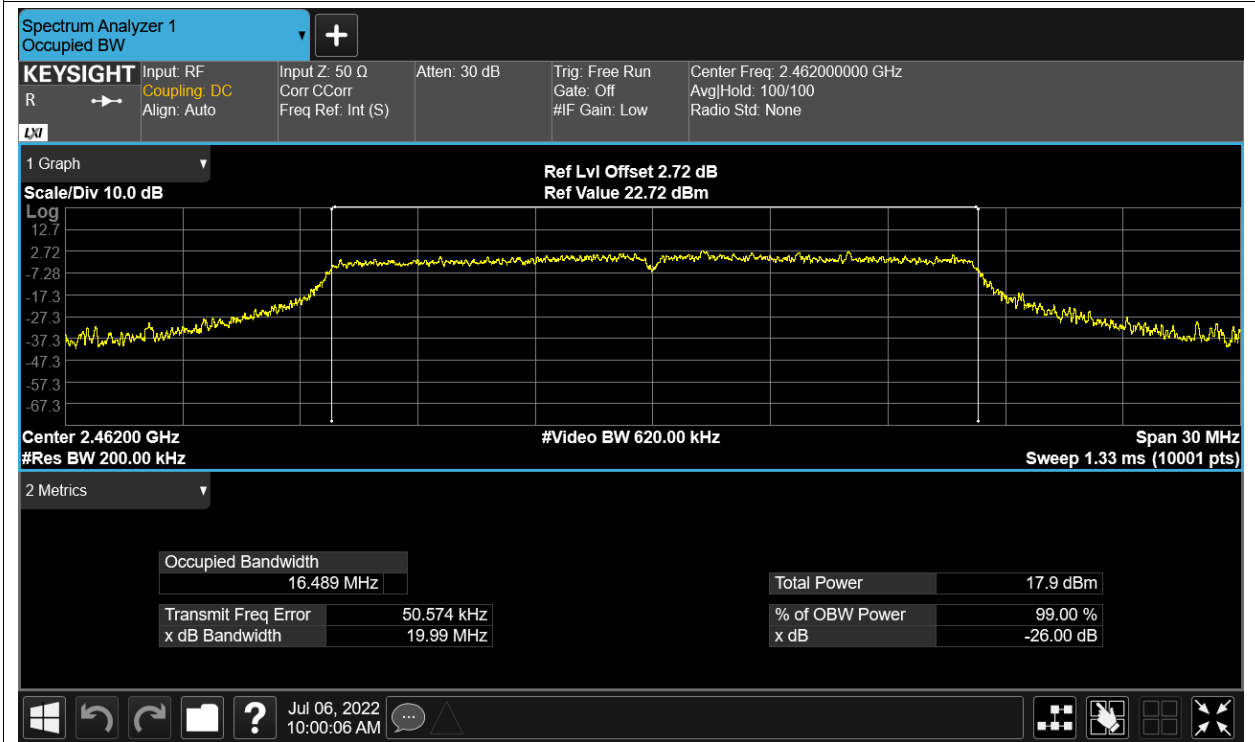 Spectrum Analyzer 1
Occupied BW
KEYSIGHT
R
LXI
Input: RF
Coupling: DC
Align: Auto
Input Z: 50 Ω
Corr CCorr
Freq Ref: Int (S)
Atten: 30 dB
Trig: Free Run
Gate: Off
#IF Gain: Low
Center Freq: 2.462000000 GHz
Avg|Hold: 100/100
Radio Std: None
1 Graph
Scale/Div 10.0 dB
Ref Lvl Offset 2.72 dB
Ref Value 22.72 dBm
Log
12.7
2.72
-7.28
-17.3
-27.3
-37.3
-47.3
-57.3
-67.3
Center 2.46200 GHz
#Res BW 200.00 kHz
#Video BW 620.00 kHz
Span 30 MHz
Sweep 1.33 ms (10001 pts)
2 Metrics
Occupied Bandwidth
16.489 MHz
Transmit Freq Error 50.574 kHz
x dB Bandwidth 19.99 MHz
Total Power 17.9 dBm
% of OBW Power 99.00 %
x dB -26.00 dB
?
Jul 06, 2022
10:00:06 AM